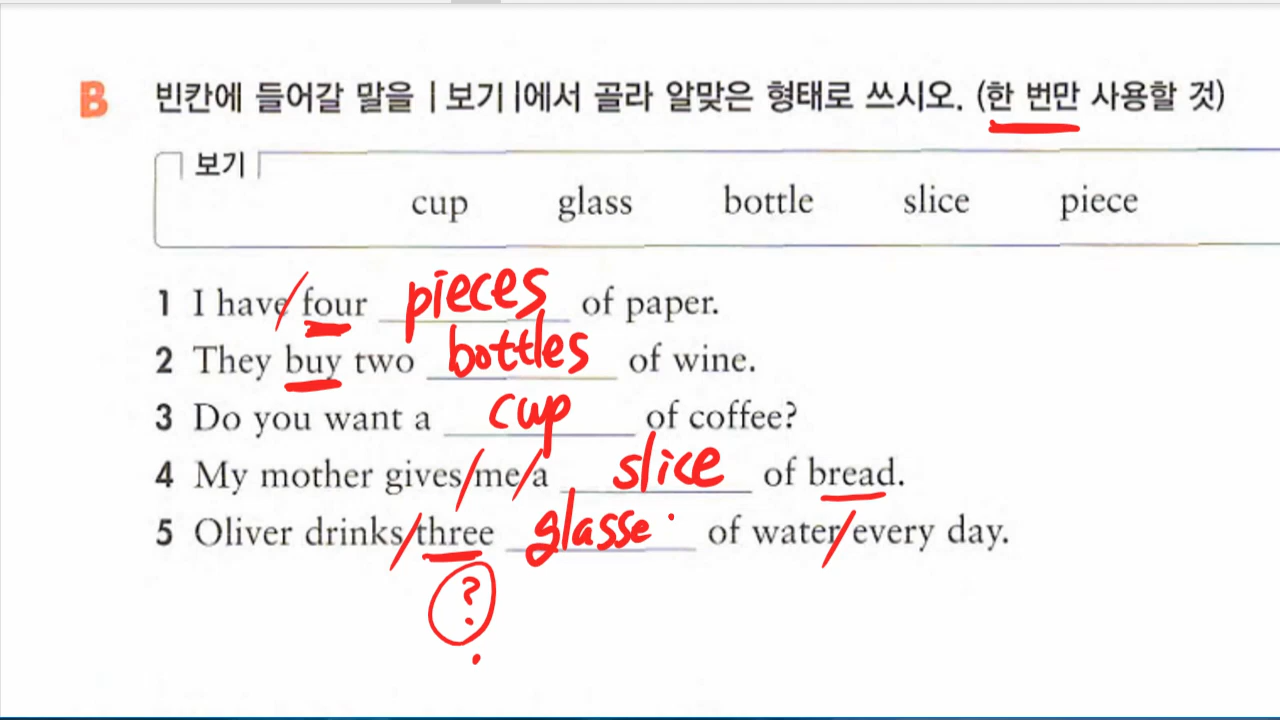 B 빈칸에 들어갈 말을 | 보기 |에서 골라 알맞은 형태로 쓰시오. (한 번만 사용할 것)
보기
cup glass bottle slice piece
1 I have / four pieces of paper.
2 They buy two bottles of wine.
3 Do you want a cup of coffee?
4 My mother gives / me / a slice of bread.
5 Oliver drinks / three glasse of water / every day.
?